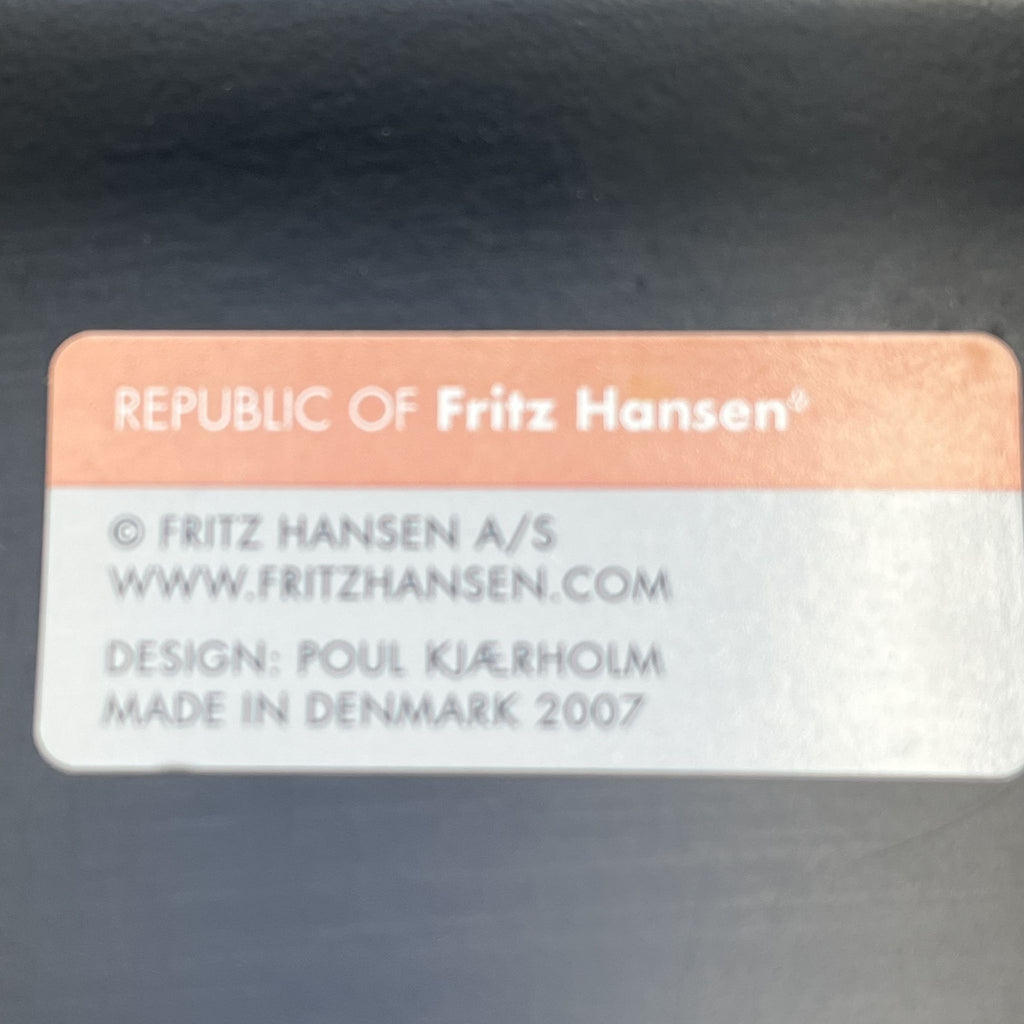 REPUBLIC OF Fritz Hansen®
© FRITZ HANSEN A/S
WWW.FRITZHANSEN.COM
DESIGN: POUL KJÆRHOLM
MADE IN DENMARK 2007